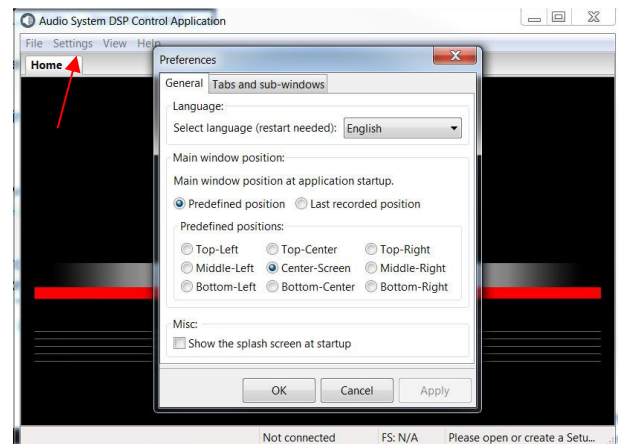 Audio System DSP Control Application
File Settings View Help
Home
Preferences
General Tabs and sub-windows
Language:
Select language (restart needed): English
Main window position:
Main window position at application startup.
Predefined position Last recorded position
Predefined positions:
Top-Left Top-Center Top-Right
Middle-Left Center-Screen Middle-Right
Bottom-Left Bottom-Center Bottom-Right
Misc:
Show the splash screen at startup
OK Cancel Apply
Not connected FS: N/A Please open or create a Setu...